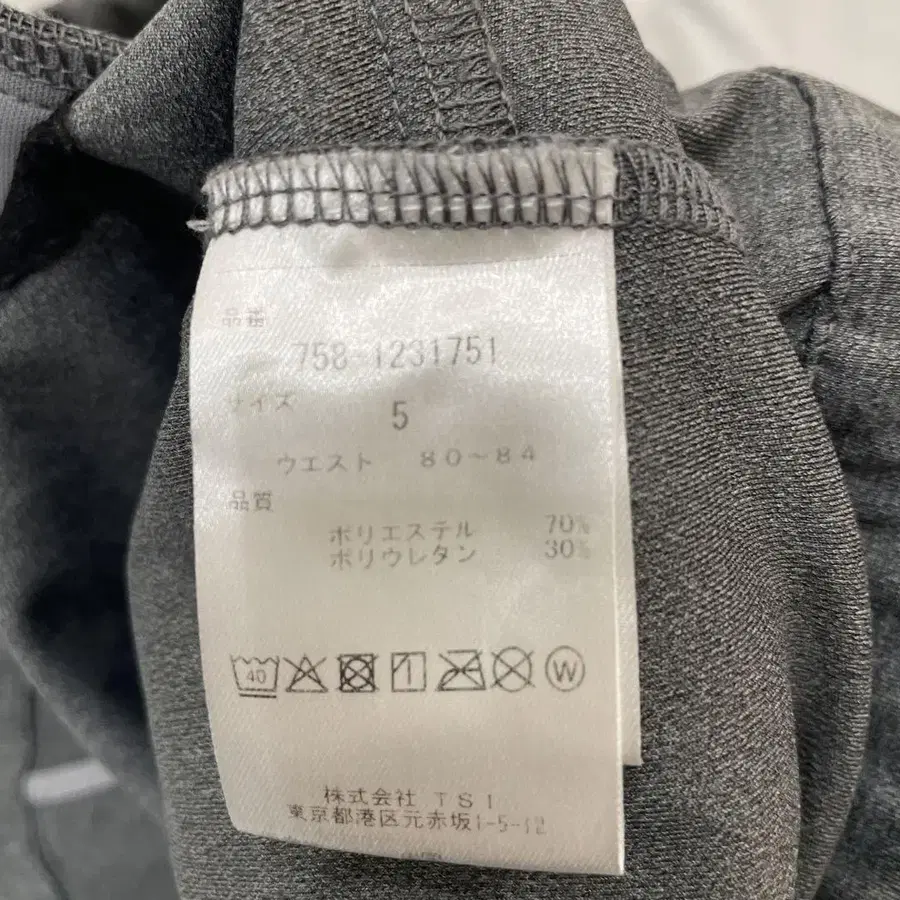 品番
758-1231751
サイズ 5
ウエスト 80~84
品質
ポリエステル 70%
ポリウレタン 30%
40 W
株式会社 TSI
東京都港区元赤坂1-5-12